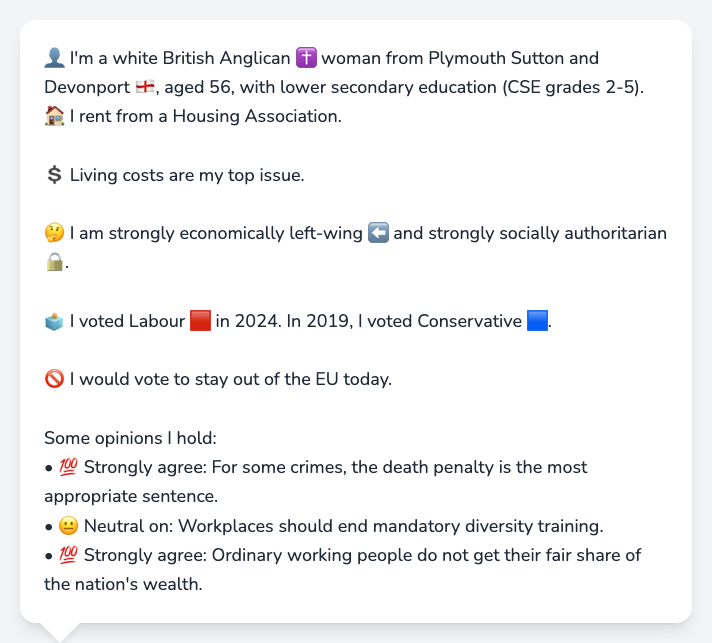 👤 I'm a white British Anglican ✝️ woman from Plymouth Sutton and
Devonport 🏴󠁧󠁢󠁥󠁮󠁧󠁿, aged 56, with lower secondary education (CSE grades 2-5).
🏠 I rent from a Housing Association.
💲 Living costs are my top issue.
🤔 I am strongly economically left-wing ⬅️ and strongly socially authoritarian
🔒.
🗳️ I voted Labour 🟥 in 2024. In 2019, I voted Conservative 🟦.
🚫 I would vote to stay out of the EU today.
Some opinions I hold:
• 💯 Strongly agree: For some crimes, the death penalty is the most
appropriate sentence.
• 😐 Neutral on: Workplaces should end mandatory diversity training.
• 💯 Strongly agree: Ordinary working people do not get their fair share of
the nation's wealth.